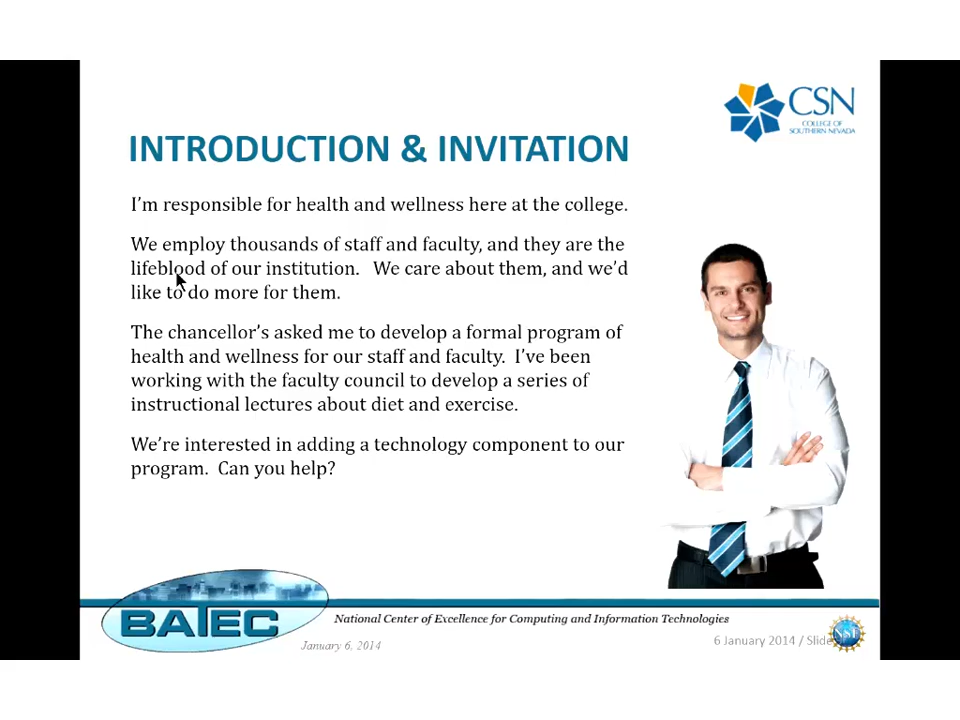 CSN
COLLEGE OF
SOUTHERN NEVADA
INTRODUCTION & INVITATION
I'm responsible for health and wellness here at the college.
We employ thousands of staff and faculty, and they are the
lifeblood of our institution.   We care about them, and we'd
like to do more for them.
The chancellor's asked me to develop a formal program of
health and wellness for our staff and faculty.  I've been
working with the faculty council to develop a series of
instructional lectures about diet and exercise.
We're interested in adding a technology component to our
program.  Can you help?
BATEC
National Center of Excellence for Computing and Information Technologies
January 6, 2014
6 January 2014 / Slide
NSF